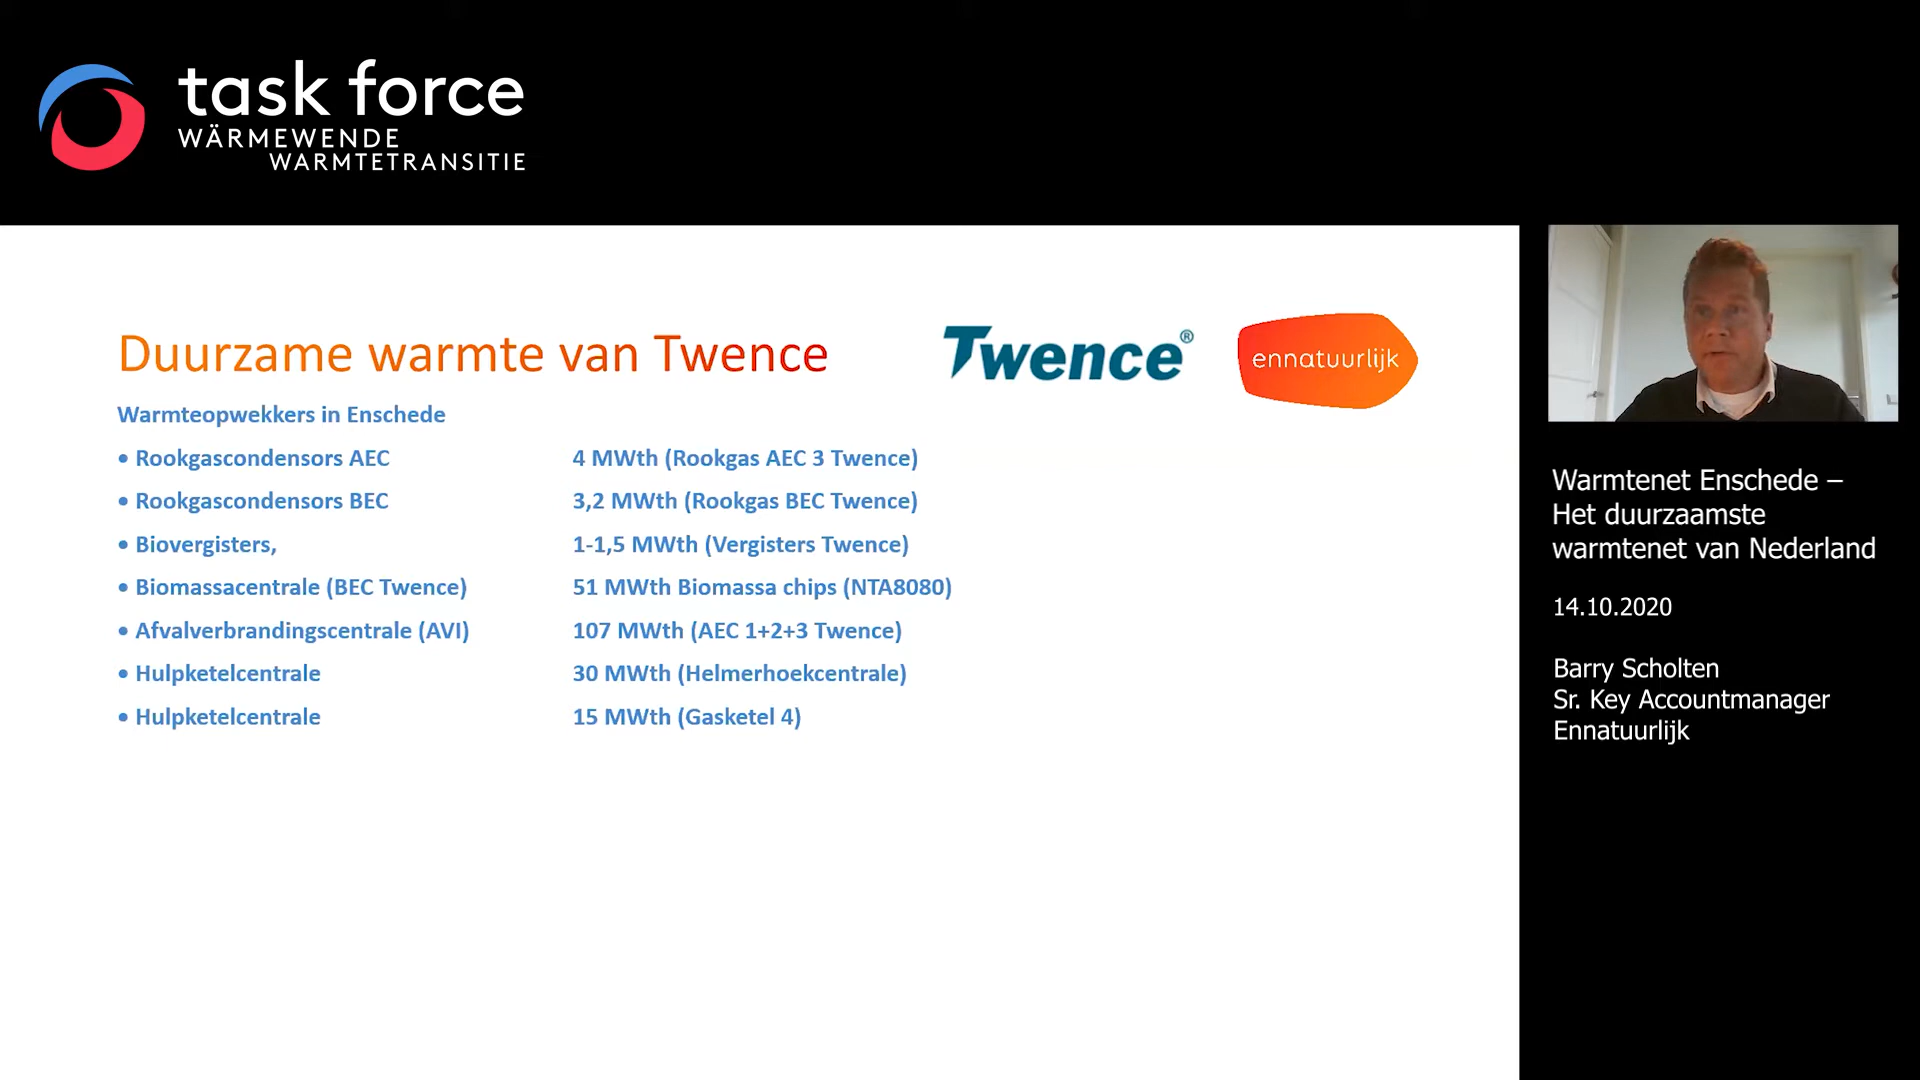 task force
WÄRMEWENDE
WARMTETRANSITIE
Duurzame warmte van Twence
Twence®
ennatuurlijk
Warmteopwekkers in Enschede
• Rookgascondensors AEC 4 MWth (Rookgas AEC 3 Twence)
• Rookgascondensors BEC 3,2 MWth (Rookgas BEC Twence)
• Biovergisters, 1-1,5 MWth (Vergisters Twence)
• Biomassacentrale (BEC Twence) 51 MWth Biomassa chips (NTA8080)
• Afvalverbrandingscentrale (AVI) 107 MWth (AEC 1+2+3 Twence)
• Hulpketelcentrale 30 MWth (Helmerhoekcentrale)
• Hulpketelcentrale 15 MWth (Gasketel 4)
Warmtenet Enschede –
Het duurzaamste
warmtenet van Nederland
14.10.2020
Barry Scholten
Sr. Key Accountmanager
Ennatuurlijk